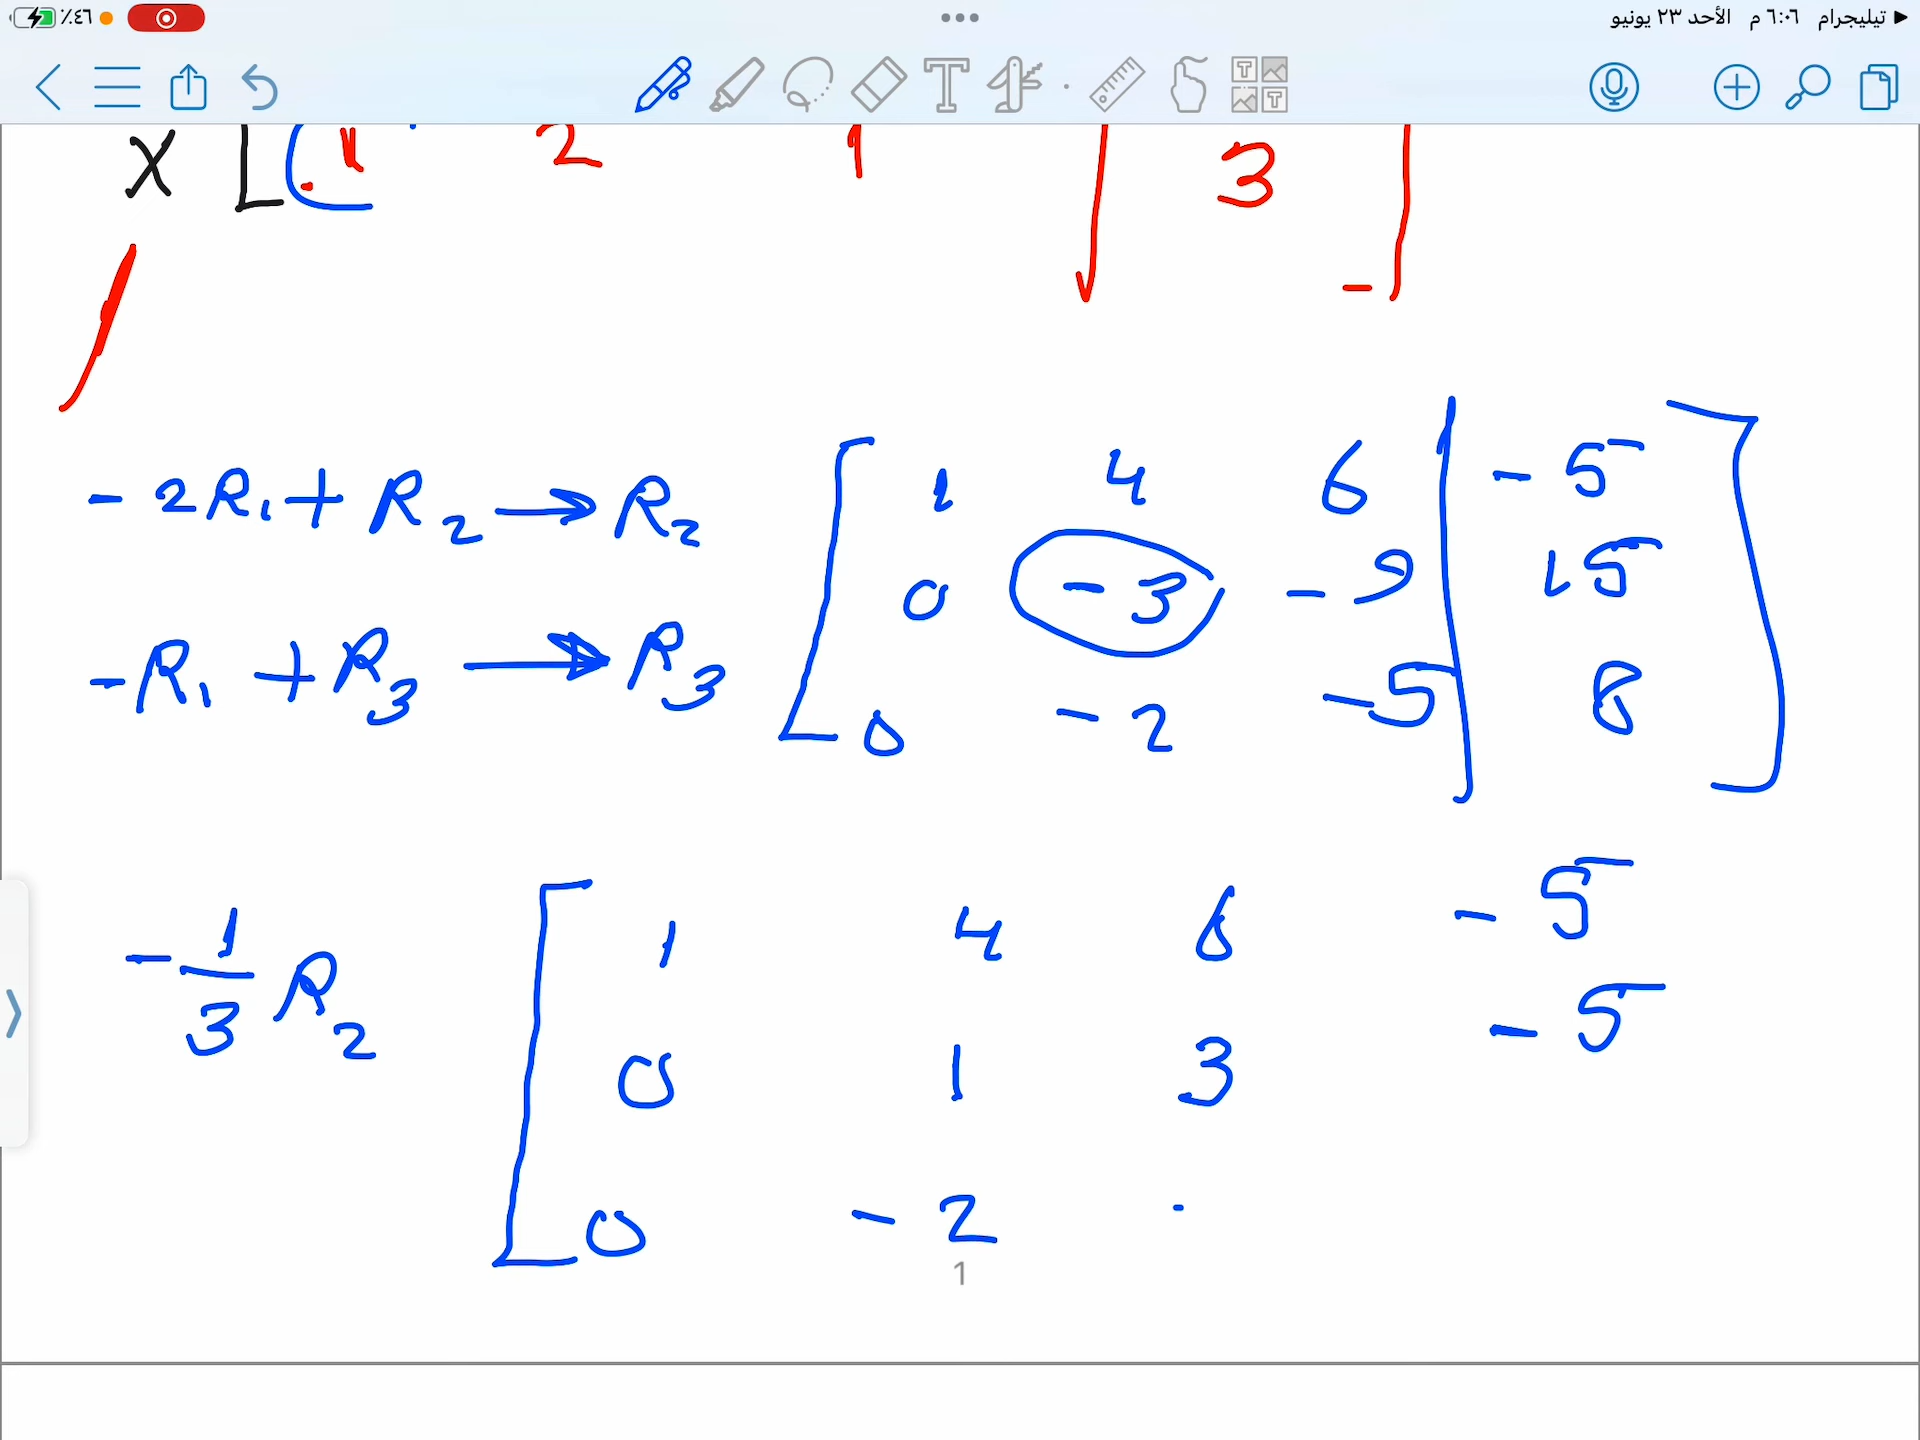 ٪٤٦ تيليجرام ٦:٠٦ م الأحد ٢٣ يونيو
X [ 1 2 1 | 3 ]
-2R₁ + R₂ → R₂
-R₁ + R₃ → R₃
1 4 6 | -5
0 -3 -9 | 15
0 -2 -5 | 8
-1/3 R₂
1 4 6 -5
0 1 3 -5
0 -2
1